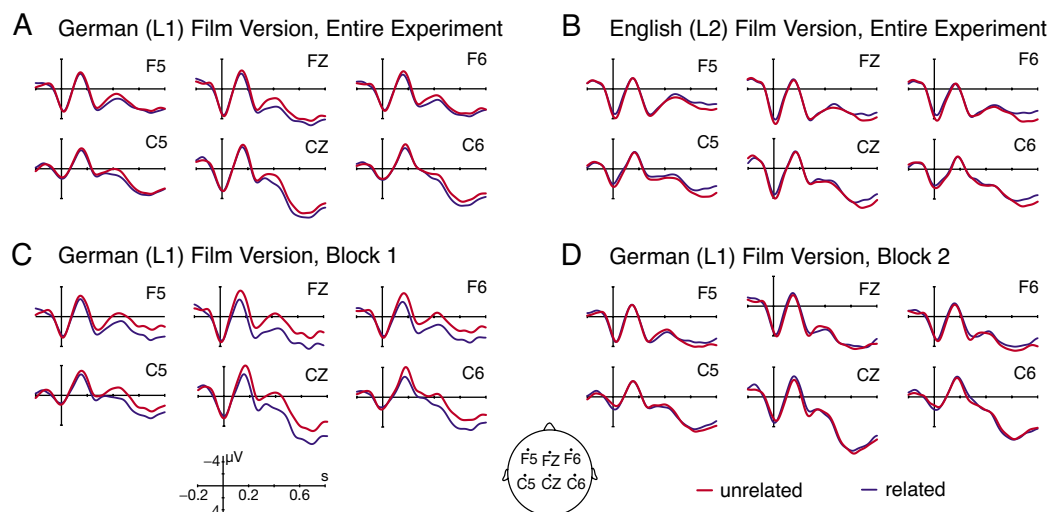 A German (L1) Film Version, Entire Experiment
F5 FZ F6
C5 CZ C6
B English (L2) Film Version, Entire Experiment
F5 FZ F6
C5 CZ C6
C German (L1) Film Version, Block 1
F5 FZ F6
C5 CZ C6
D German (L1) Film Version, Block 2
F5 FZ F6
C5 CZ C6
−4 µV
s
−0.2 0.2 0.6
4
F5 FZ F6
C5 CZ C6
unrelated related